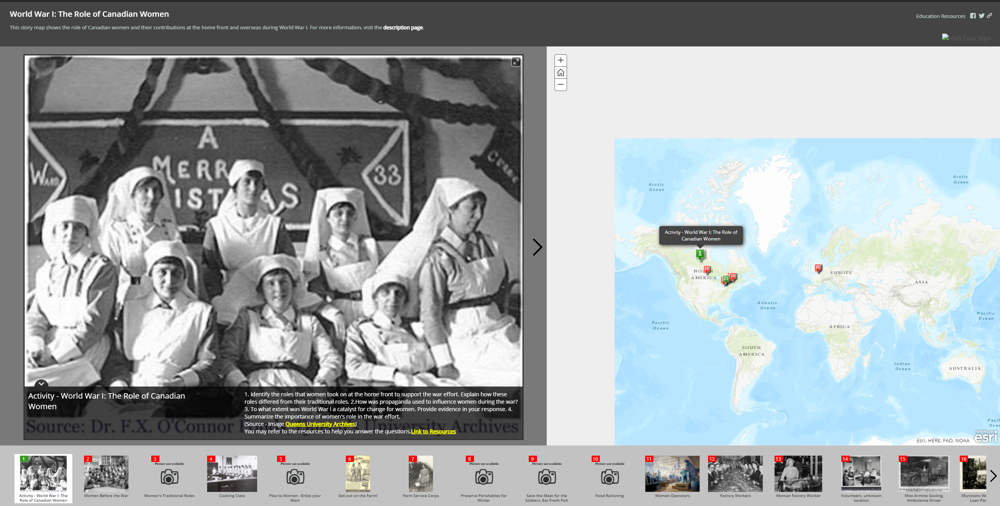 World War I: The Role of Canadian Women
Education Resources
This story map shows the role of Canadian women and their contributions at the home front and overseas during World War I. For more information, visit the description page.
Map Tour logo
A
MERR
IST AS
WARD
33
Activity - World War I: The Role of Canadian
Women
1. Identify the roles that women took on at the home front to support the war effort. Explain how these
roles differed from their traditional roles. 2.How was propaganda used to influence women during the war?
3. To what extent was World War I a catalyst for change for women. Provide evidence in your response. 4.
Summarize the importance of women's role in the war effort.
(Source - Image Queens University Archives)
You may refer to the resources to help you answer the questions.Link to Resources
Source: Dr. F.X. O'Connor Fonds, Queen's University Archives
Arctic
Ocean
Arctic
Ocean
Activity - World War I: The Role of
Canadian Women
1
19
NORTH
AMERICA
21
16
20
EUROPE
ASIA
Atlantic
Ocean
Pacific
Ocean
Pacific
Ocean
AFRICA
SOUTH
AMERICA
Indian
Ocean
AUSTRALIA
Pacif
Ocea
POWERED BY
esri
Esri, HERE, FAO, NOAA
1
Activity - World War I: The
Role of Canadian Women
2
Women Before the War
3
Picture not available
Women's Traditional Roles
4
Cooking Class
5
Picture not available
Plea to Women - Enlist your
Man!
6
Get out on the Farm!
7
Farm Service Corps
8
Picture not available
Preserve Perishables for
Winter
9
Picture not available
Save the Meat for the
Soldiers, Eat Fresh Fish
10
Picture not available
Food Rationing
11
Women Operators
12
Factory Workers
13
Woman Factory Worker
14
Volunteers, unknown
location
15
Miss Armine Gosling,
Ambulance Driver
16
Munitions Wo
Loan Par